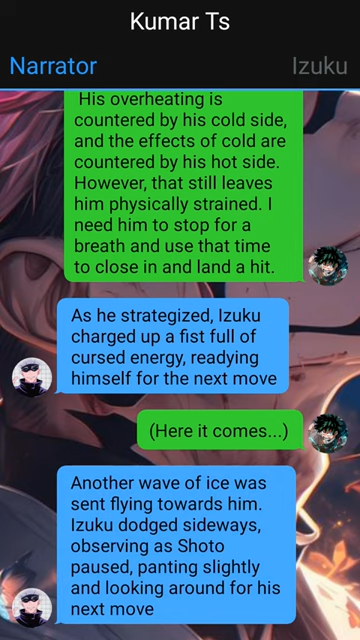 Kumar Ts
Narrator
Izuku
His overheating is
countered by his cold side,
and the effects of cold are
countered by his hot side.
However, that still leaves
him physically strained. I
need him to stop for a
breath and use that time
to close in and land a hit.
As he strategized, Izuku
charged up a fist full of
cursed energy, readying
himself for the next move
(Here it comes...)
Another wave of ice was
sent flying towards him.
Izuku dodged sideways,
observing as Shoto
paused, panting slightly
and looking around for his
next move